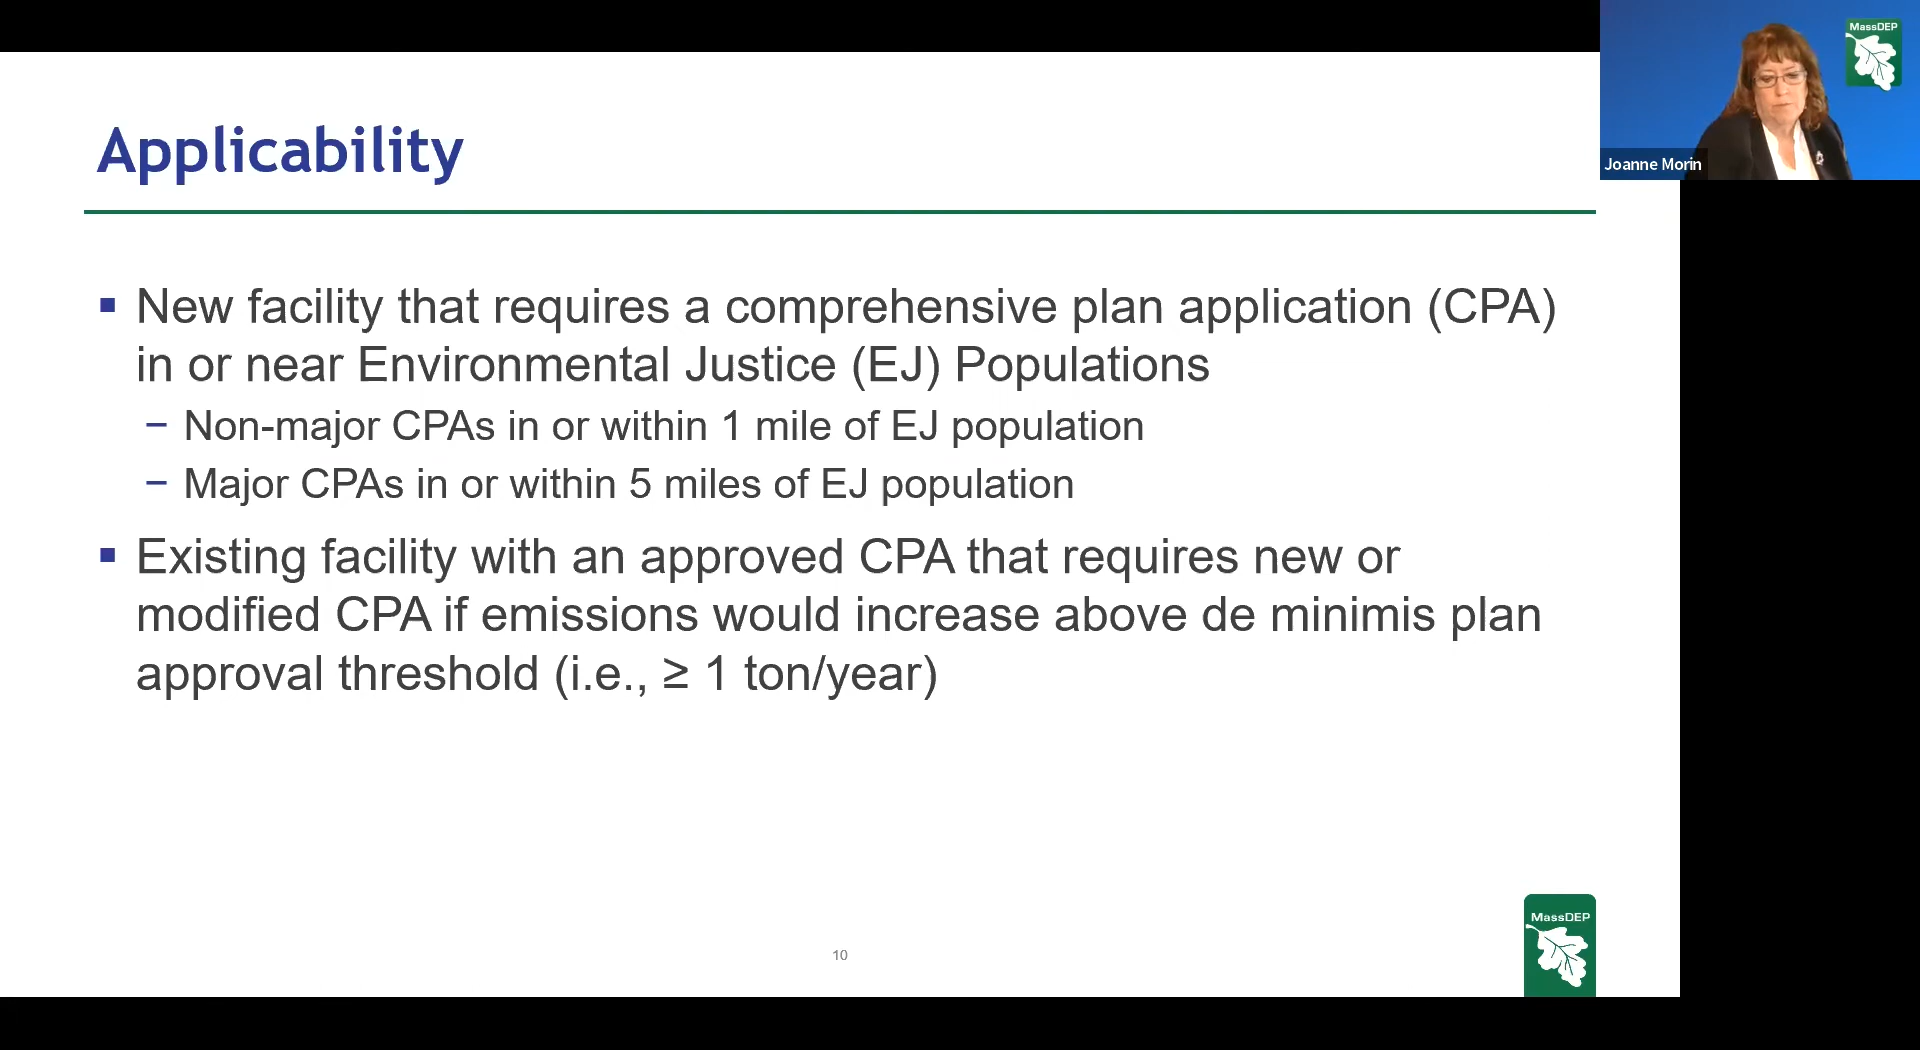 MassDEP
Joanne Morin
Applicability
▪ New facility that requires a comprehensive plan application (CPA)
in or near Environmental Justice (EJ) Populations
− Non-major CPAs in or within 1 mile of EJ population
− Major CPAs in or within 5 miles of EJ population
▪ Existing facility with an approved CPA that requires new or
modified CPA if emissions would increase above de minimis plan
approval threshold (i.e., ≥ 1 ton/year)
MassDEP
10